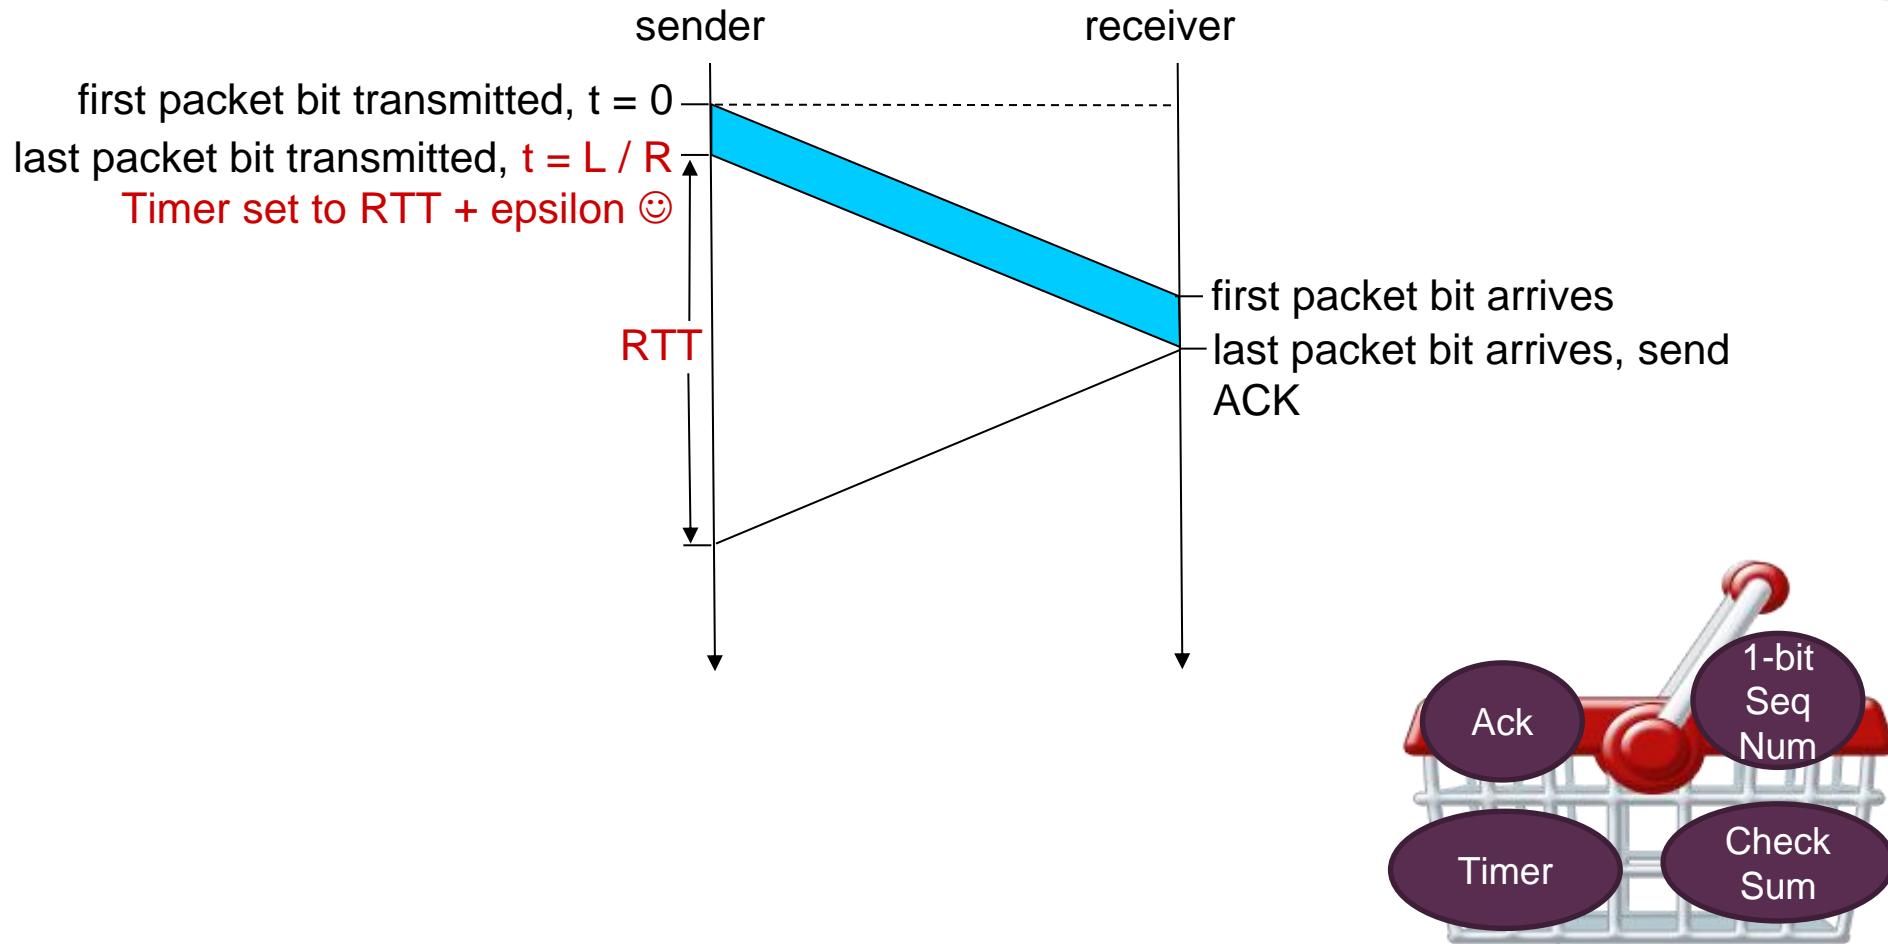 sender
receiver
first packet bit transmitted, t = 0
last packet bit transmitted, t = L / R
Timer set to RTT + epsilon ☺
first packet bit arrives
RTT
last packet bit arrives, send
ACK
Ack
1-bit
Seq
Num
Timer
Check
Sum